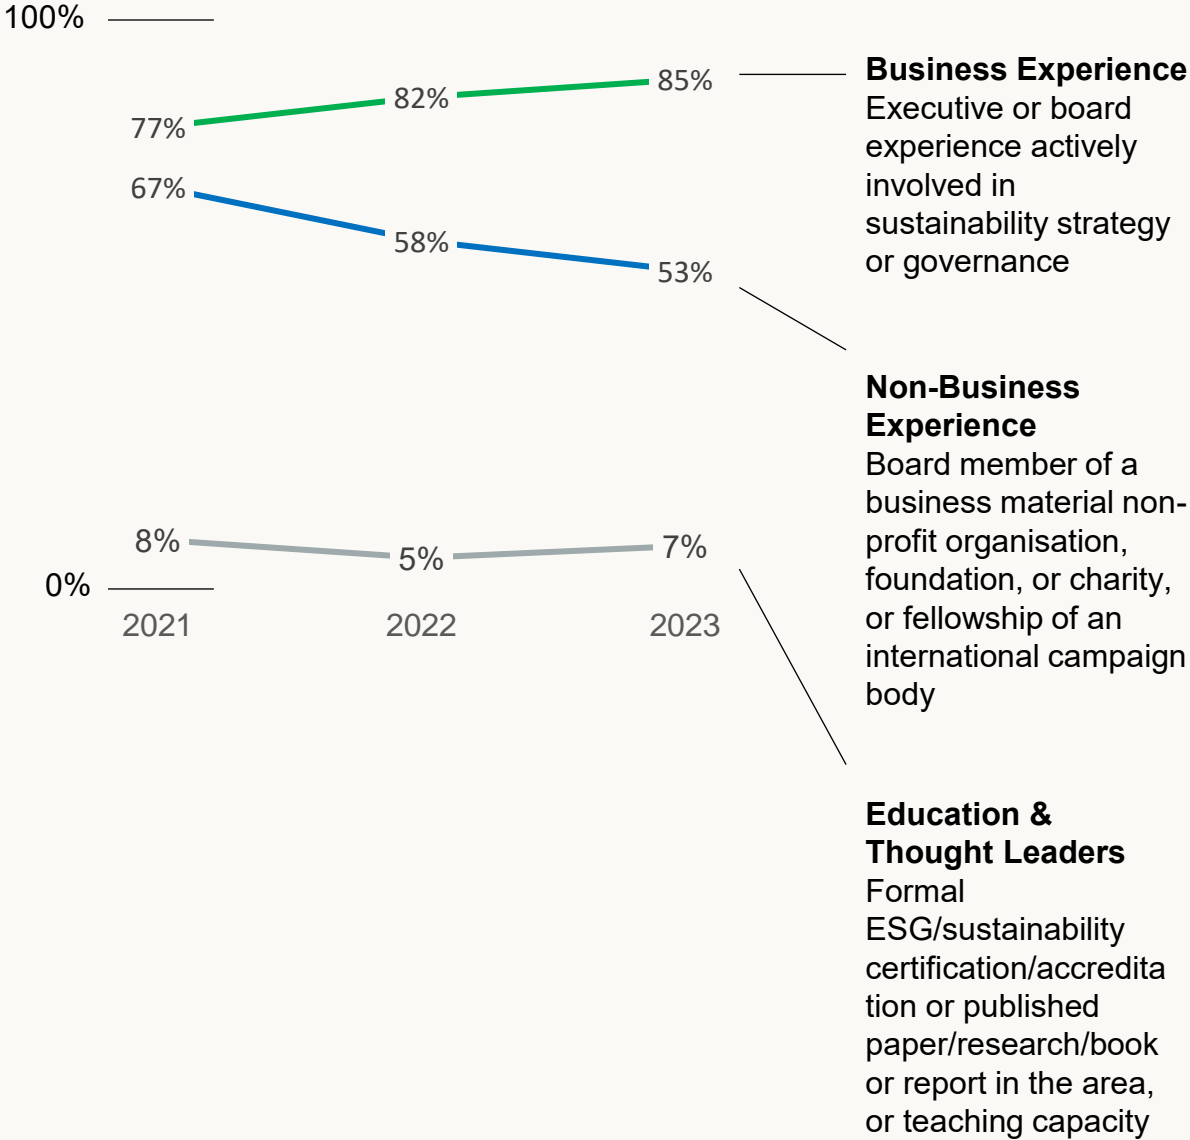 100%
77%
82%
85%
67%
58%
53%
8%
5%
7%
0%
2021
2022
2023
Business Experience
Executive or board
experience actively
involved in
sustainability strategy
or governance
Non-Business
Experience
Board member of a
business material non-
profit organisation,
foundation, or charity,
or fellowship of an
international campaign
body
Education &
Thought Leaders
Formal
ESG/sustainability
certification/accredita
tion or published
paper/research/book
or report in the area,
or teaching capacity